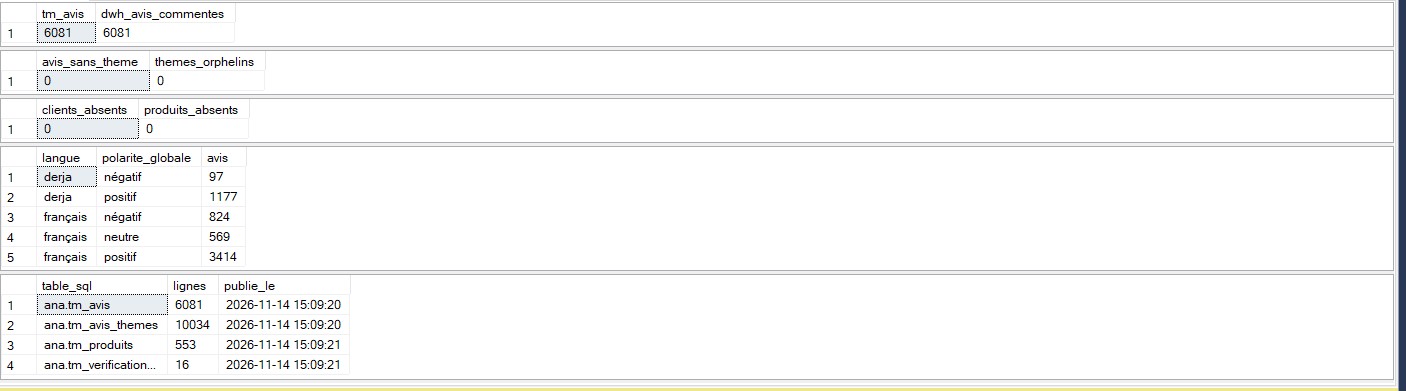 tm_avis dwh_avis_commentes
1 6081 6081
avis_sans_theme themes_orphelins
1 0 0
clients_absents produits_absents
1 0 0
langue polarite_globale avis
1 derja négatif 97
2 derja positif 1177
3 français négatif 824
4 français neutre 569
5 français positif 3414
table_sql lignes publie_le
1 ana.tm_avis 6081 2026-11-14 15:09:20
2 ana.tm_avis_themes 10034 2026-11-14 15:09:20
3 ana.tm_produits 553 2026-11-14 15:09:21
4 ana.tm_verification... 16 2026-11-14 15:09:21